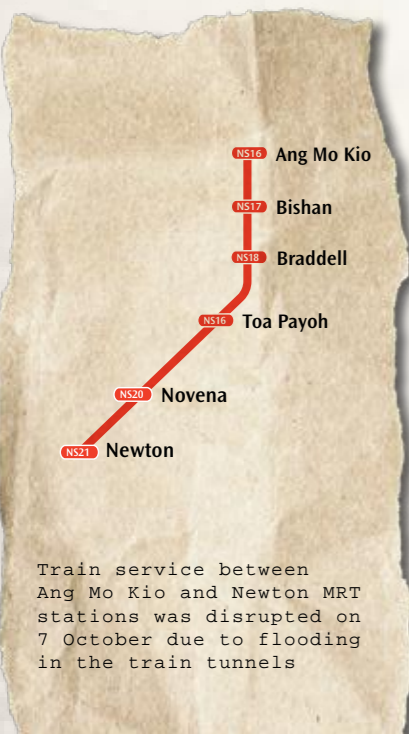 NS16 Ang Mo Kio
NS17 Bishan
NS18 Braddell
NS16 Toa Payoh
NS20 Novena
NS21 Newton
Train service between
Ang Mo Kio and Newton MRT
stations was disrupted on
7 October due to flooding
in the train tunnels